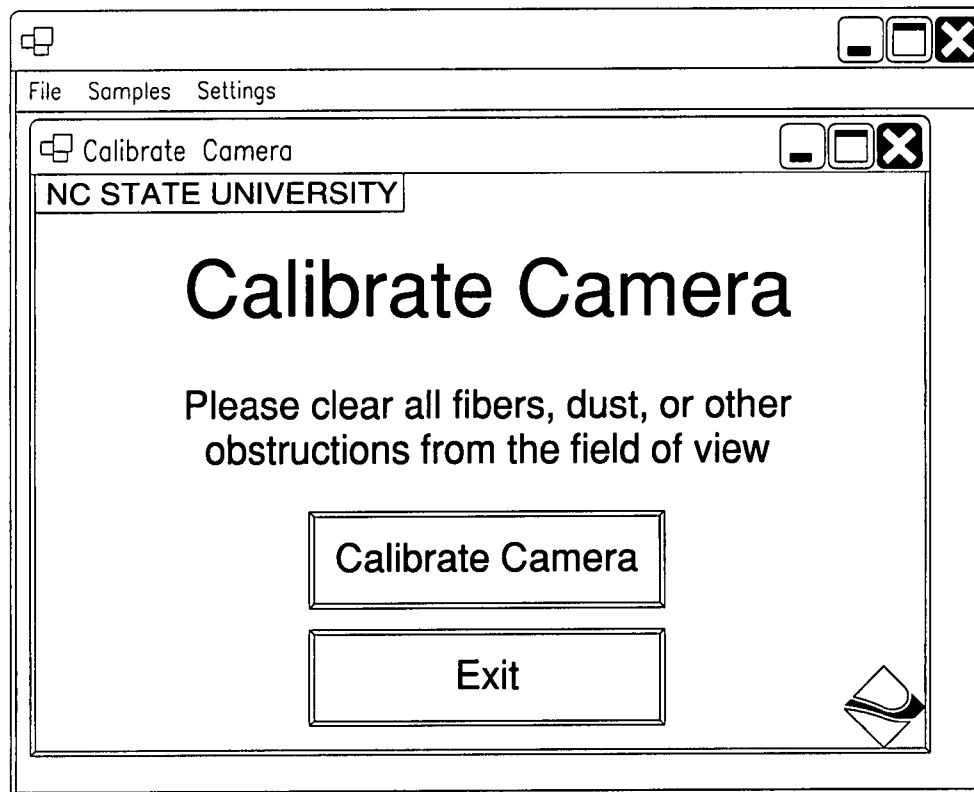 File Samples Settings
Calibrate Camera
NC STATE UNIVERSITY
Calibrate Camera
Please clear all fibers, dust, or other
obstructions from the field of view
Calibrate Camera
Exit